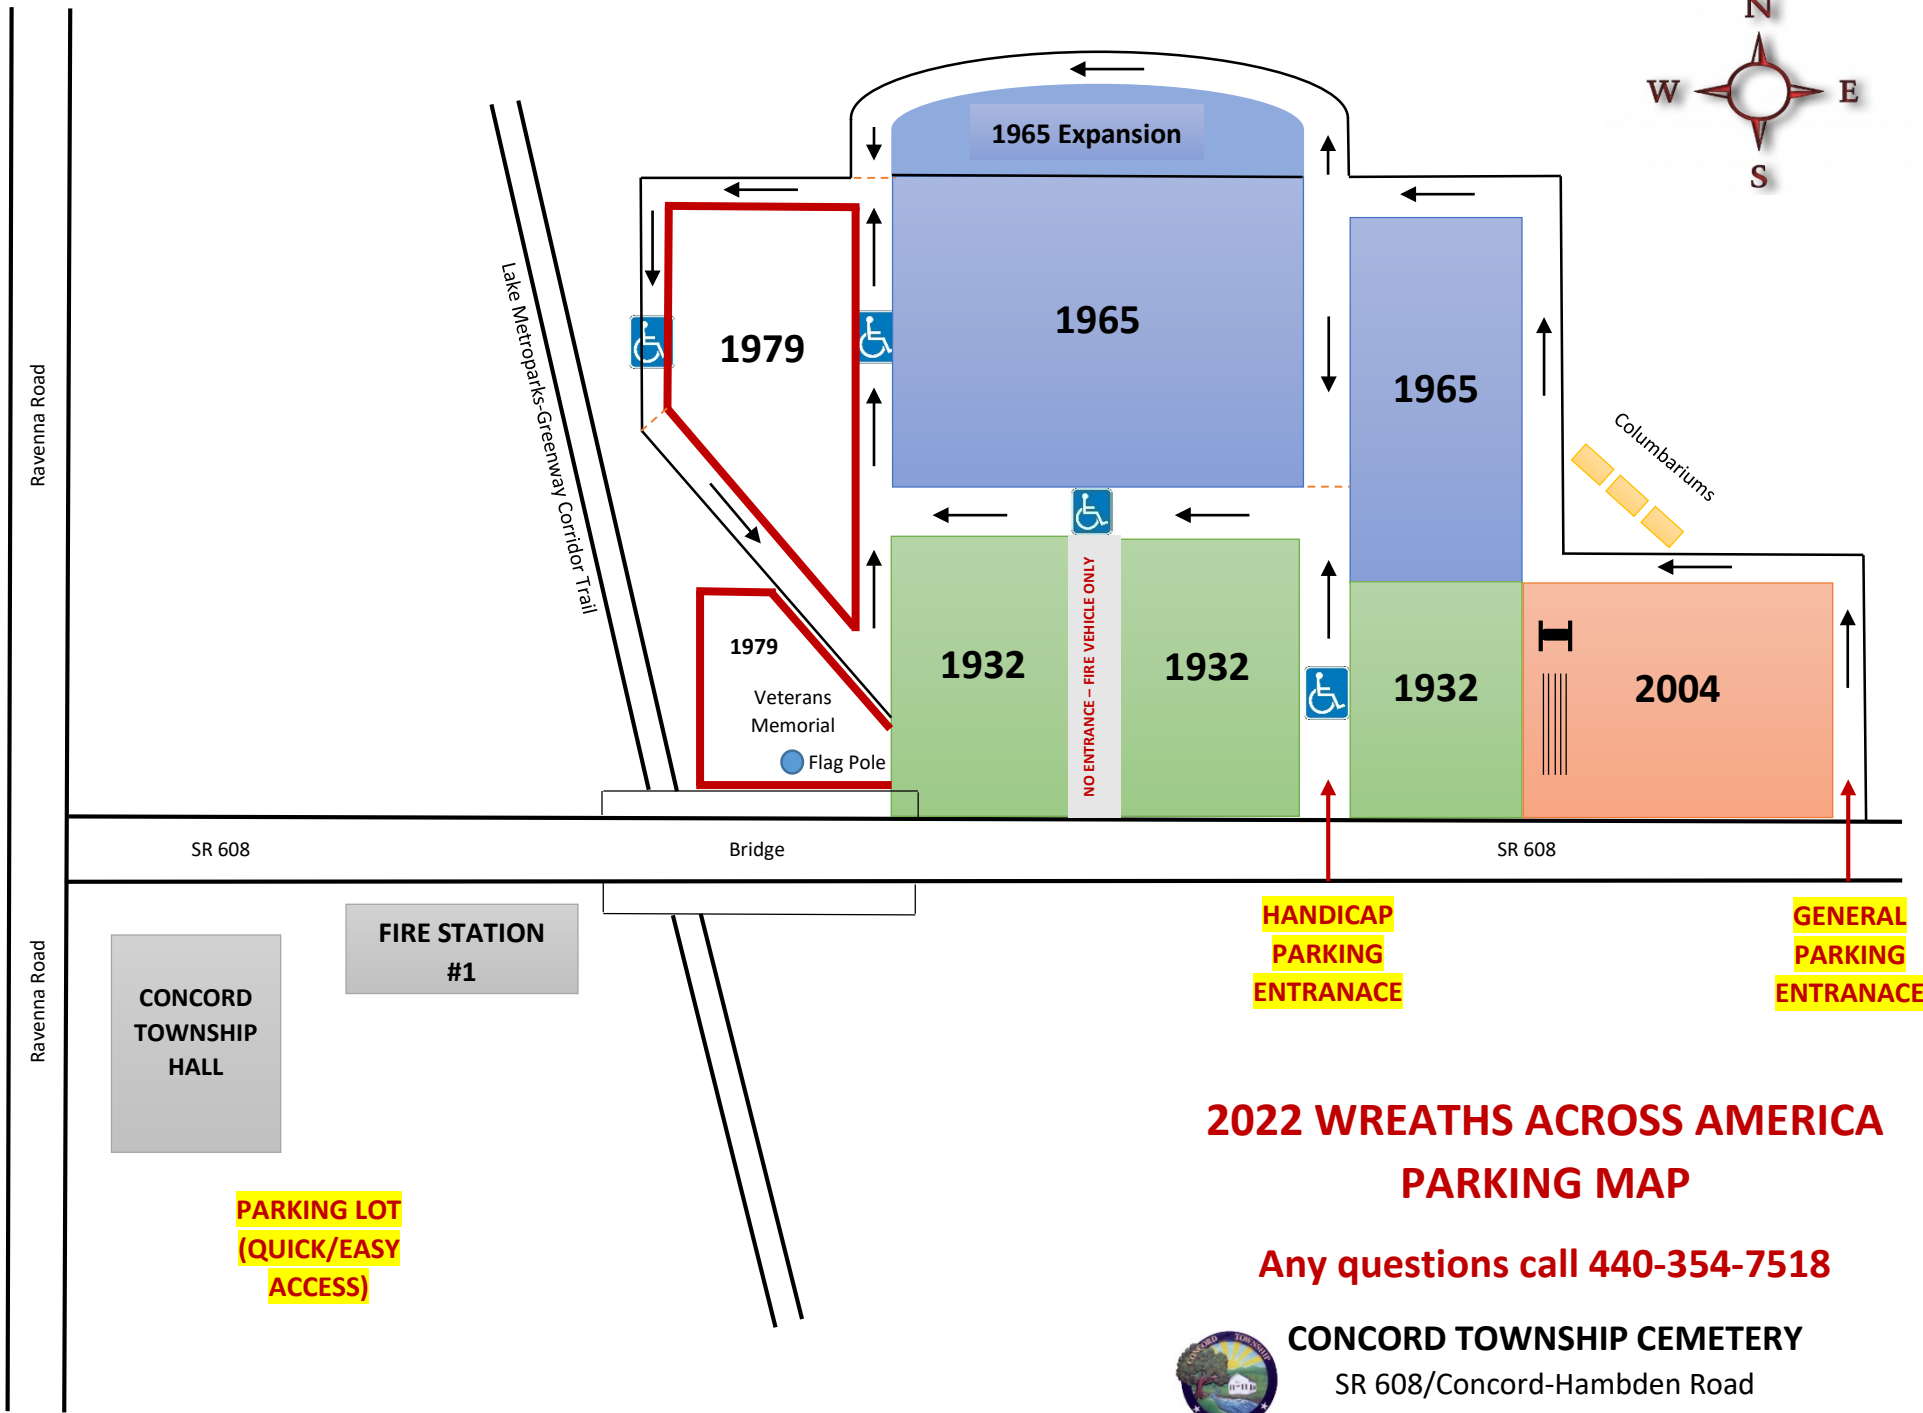 N
W
E
S
1965 Expansion
Lake Metroparks-Greenway Corridor Trail
1979
1965
1965
Ravenna Road
Columbariums
NO ENTRANCE – FIRE VEHICLE ONLY
1979
Veterans
Memorial
Flag Pole
1932
1932
1932
2004
SR 608
Bridge
SR 608
FIRE STATION
#1
CONCORD
TOWNSHIP
HALL
Ravenna Road
HANDICAP
PARKING
ENTRANACE
GENERAL
PARKING
ENTRANACE
PARKING LOT
(QUICK/EASY
ACCESS)
2022 WREATHS ACROSS AMERICA
PARKING MAP
Any questions call 440-354-7518
CONCORD TOWNSHIP
CONCORD TOWNSHIP CEMETERY
SR 608/Concord-Hambden Road